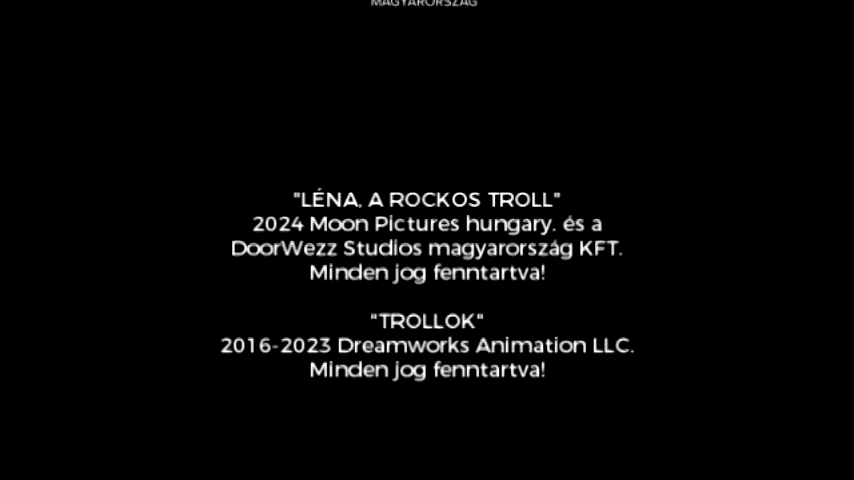 MAGYARORSZÁG
"LÉNA, A ROCKOS TROLL"
2024 Moon Pictures hungary. és a
DoorWezz Studios magyarország KFT.
Minden jog fenntartva!
"TROLLOK"
2016-2023 Dreamworks Animation LLC.
Minden jog fenntartva!